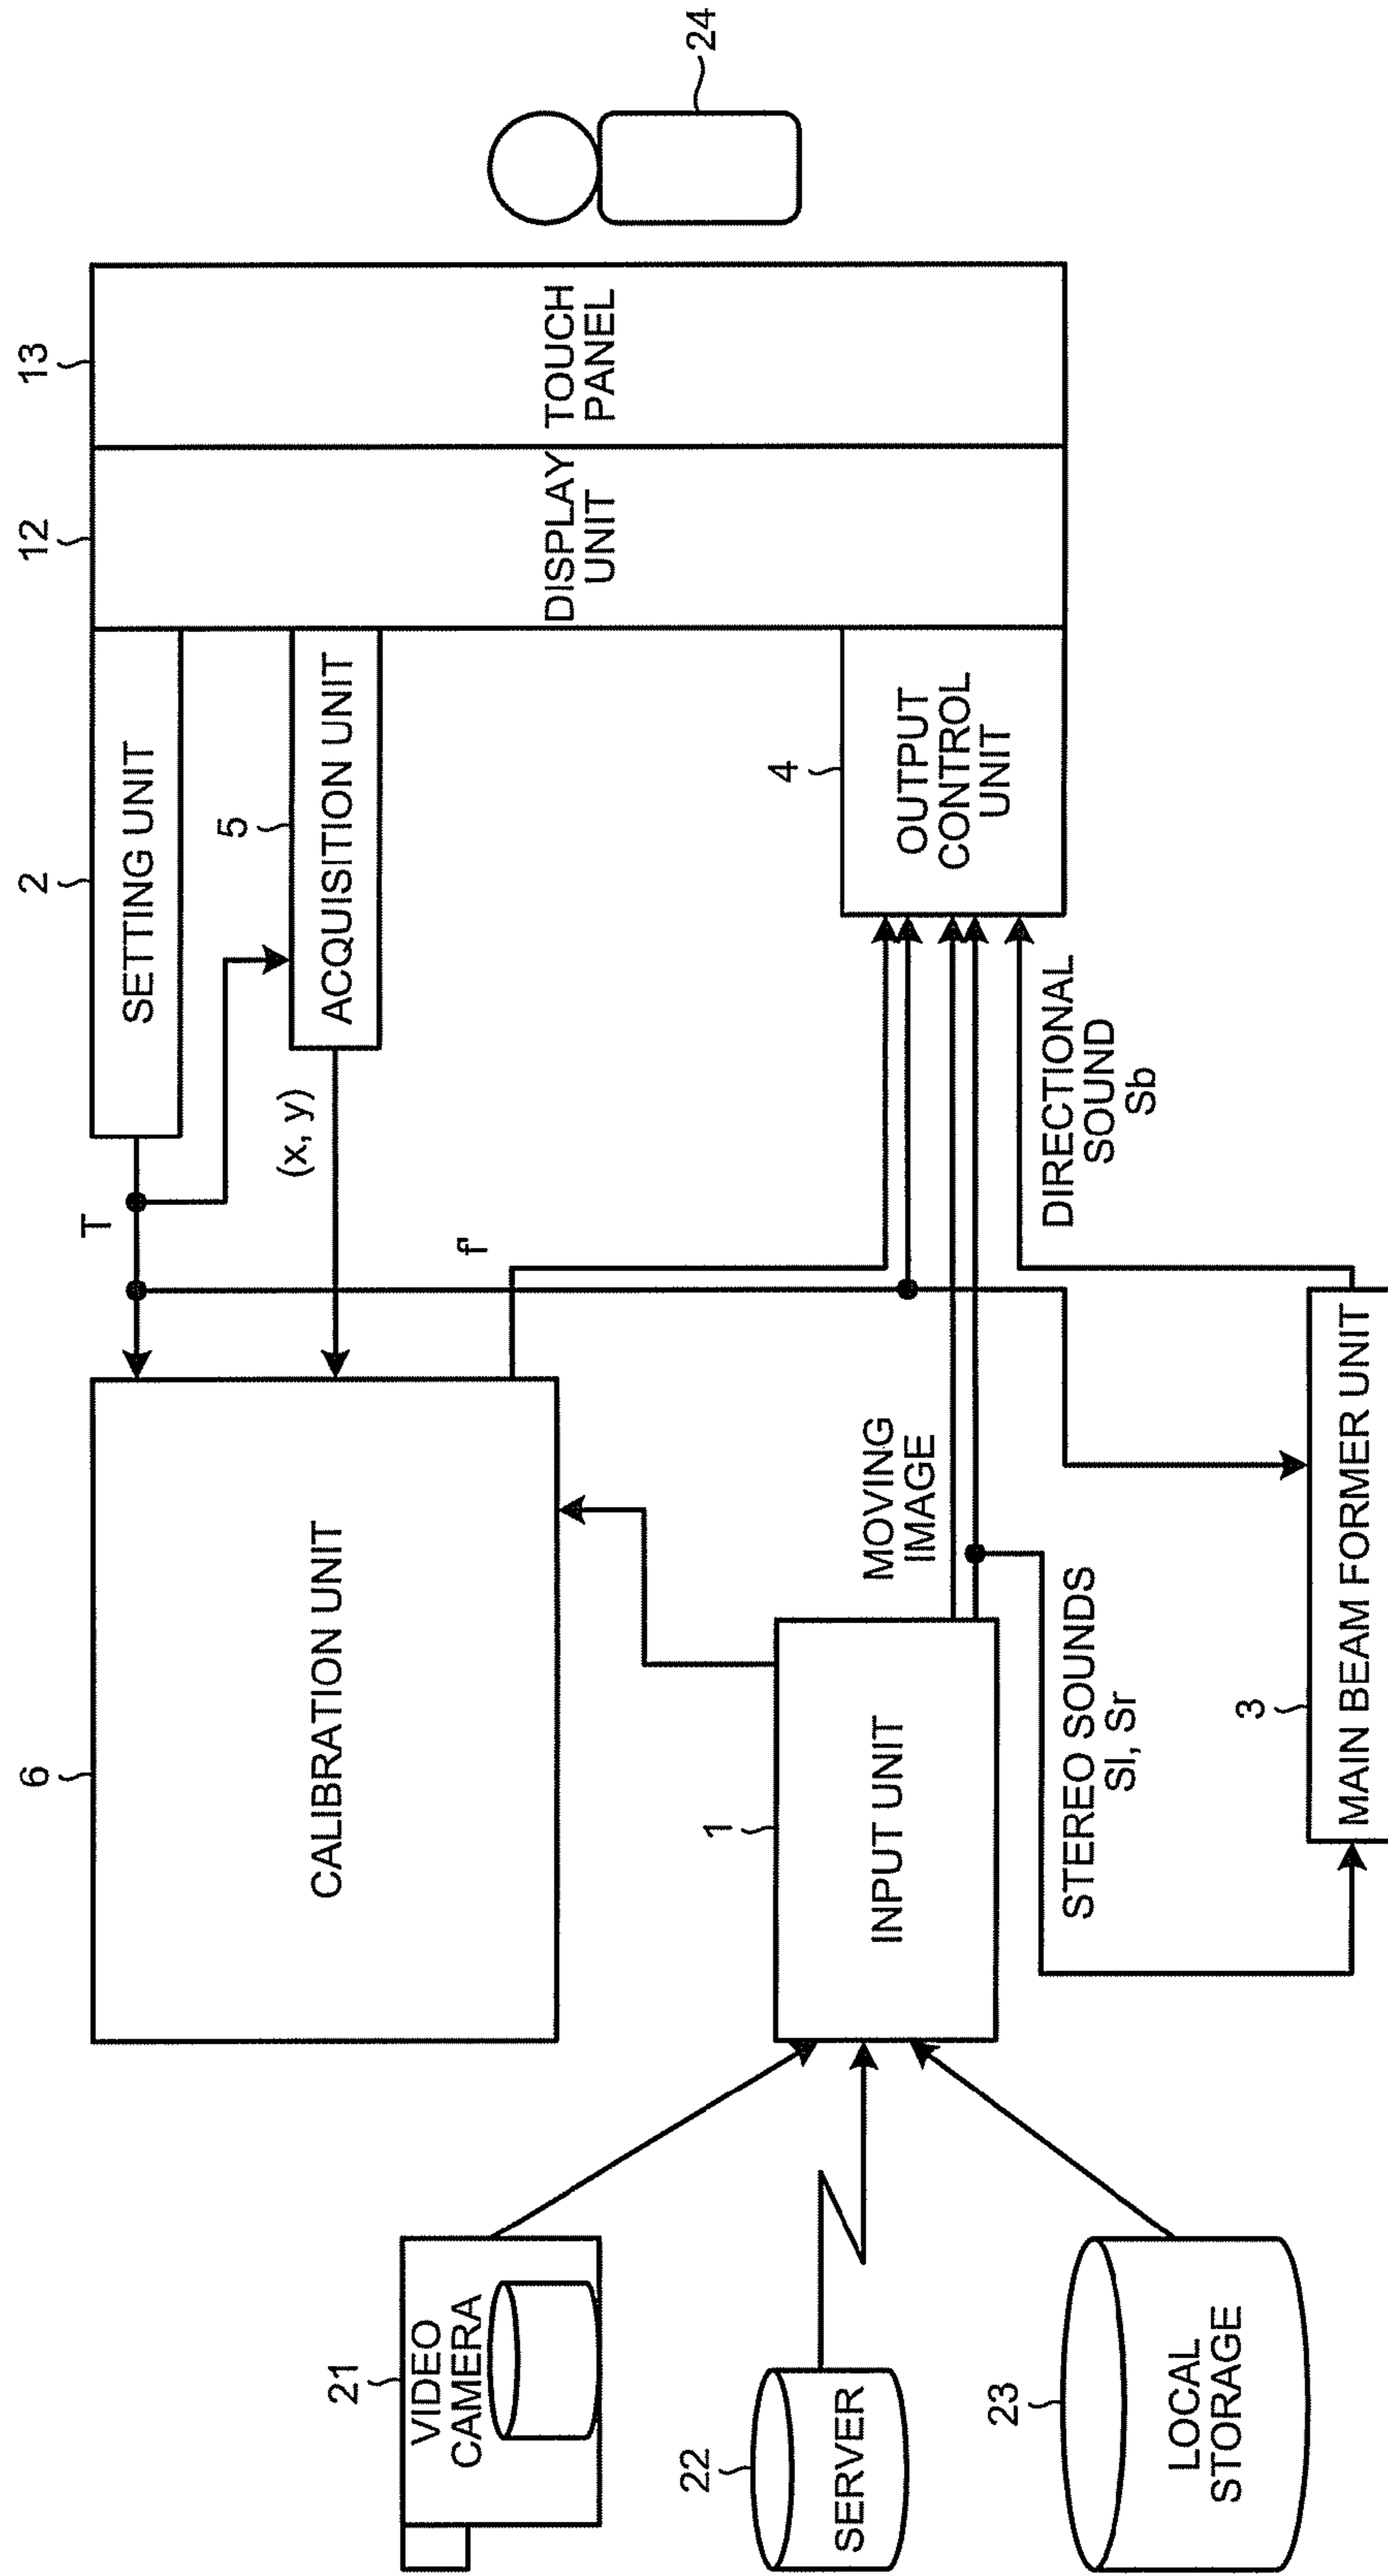 6
CALIBRATION UNIT
T
2
SETTING UNIT
12
13
5
ACQUISITION UNIT
(x, y)
f'
DISPLAY
UNIT
TOUCH
PANEL
24
21
VIDEO
CAMERA
22
SERVER
23
LOCAL
STORAGE
1
INPUT UNIT
MOVING
IMAGE
4
OUTPUT
CONTROL
UNIT
STEREO SOUNDS
Sl, Sr
DIRECTIONAL
SOUND
Sb
3
MAIN BEAM FORMER UNIT